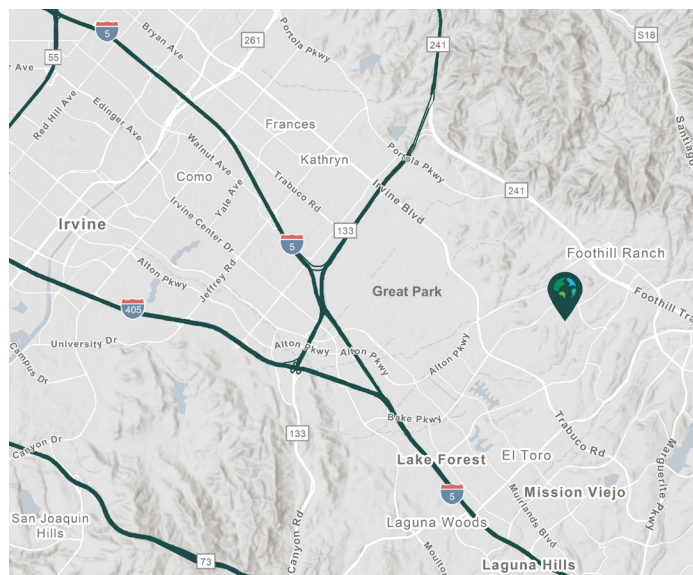 5
Bryan Ave
261
Portola Pkwy
241
S18
55
r Ave
Red Hill Ave
Edinger Ave
Frances
Santiago
Walnut Ave
Kathryn
Portola Pkwy
Como
Trabuco Rd
Yale Ave
Irvine Blvd
241
Irvine
Irvine Center Dr
133
5
Foothill Ranch
Alton Pkwy
Jeffrey Rd
Great Park
Foothill Tra
405
University Dr
Alton Pkwy
Alton Pkwy
Alton Pkwy
Campus Dr
Bake Pkwy
133
Trabuco Rd
Canyon Dr
Lake Forest
El Toro
Marguerite Pkwy
5
Mission Viejo
San Joaquin
Hills
Laguna Woods
Muirlands Blvd
Canyon Rd
Moulto
73
Laguna Hills